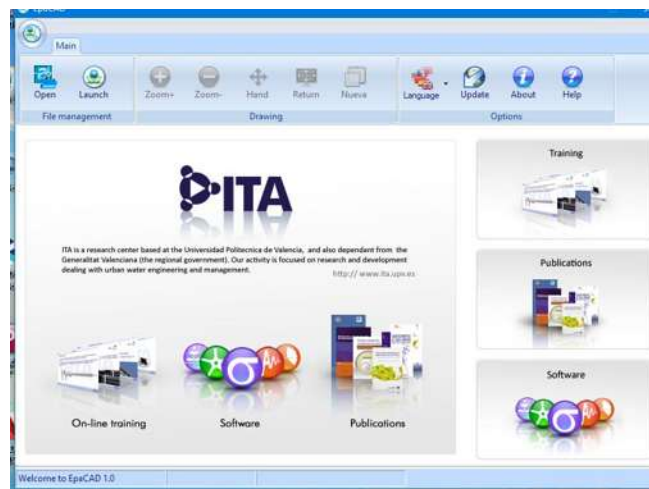 EpaCAD
Main
Open
Launch
Zoom+
Zoom-
Hand
Return
Nueva
Language
Update
About
Help
File management
Drawing
Options
ITA
ITA is a research center based at the Universidad Politecnica de Valencia, and also dependant from the
Generalitat Valenciana (the regional government). Our activity is focused on research and development
dealing with urban water engineering and management.
http:// www.ita.upv.es
On-line training
Software
Publications
Training
Publications
Software
Welcome to EpaCAD 1.0